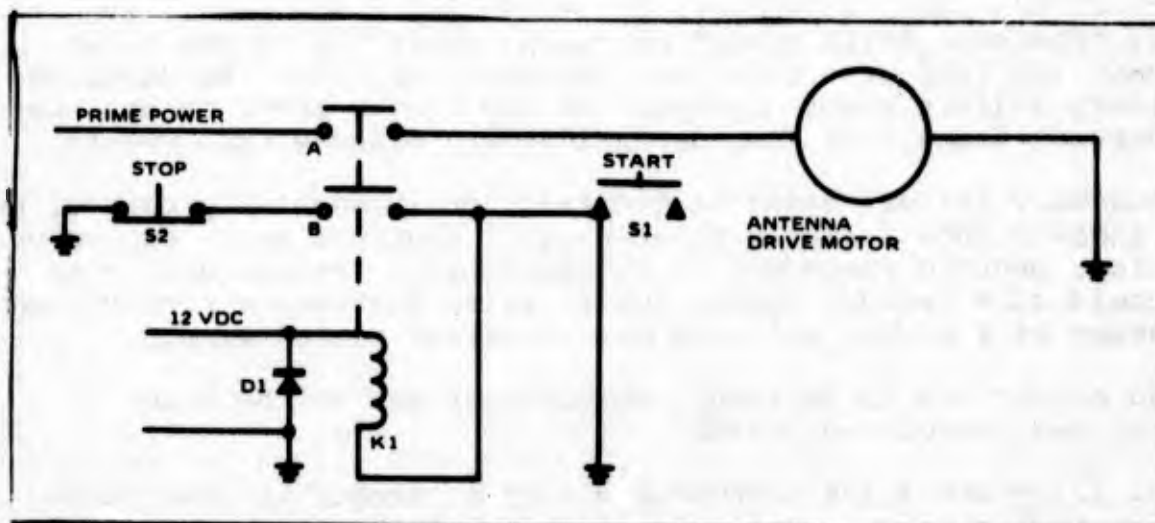 PRIME POWER
A
STOP
START
S2
B
S1
ANTENNA
DRIVE MOTOR
12 VDC
D1
K1